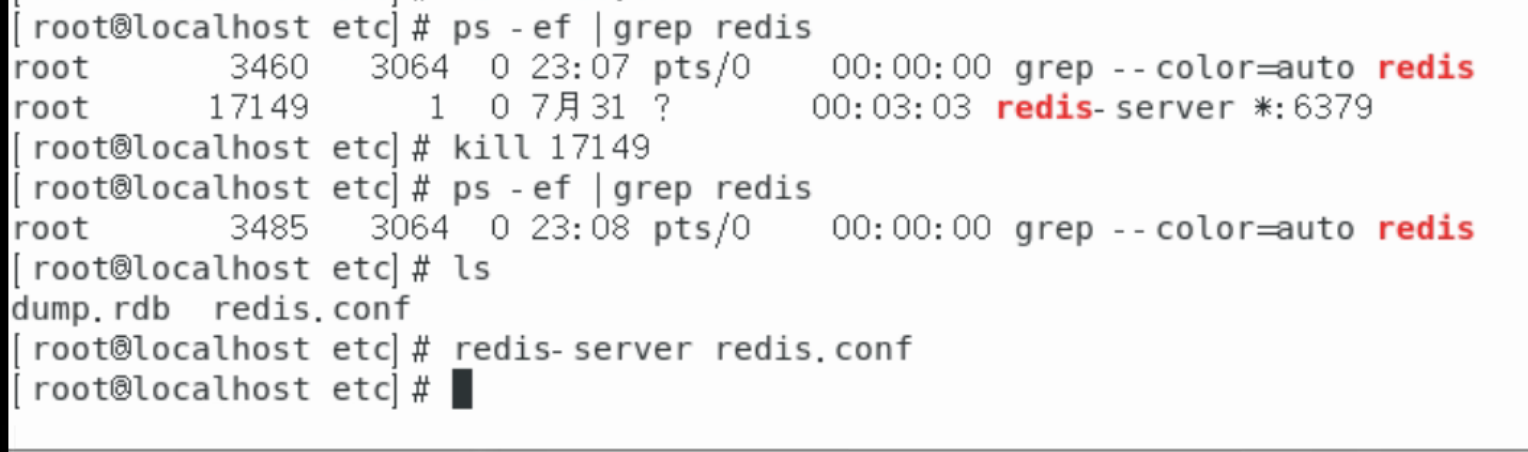 [root@localhost etc]# ps -ef |grep redis
root 3460 3064 0 23:07 pts/0 00:00:00 grep --color=auto redis
root 17149 1 0 7月31 ? 00:03:03 redis-server *:6379
[root@localhost etc]# kill 17149
[root@localhost etc]# ps -ef |grep redis
root 3485 3064 0 23:08 pts/0 00:00:00 grep --color=auto redis
[root@localhost etc]# ls
dump.rdb redis.conf
[root@localhost etc]# redis-server redis.conf
[root@localhost etc]#